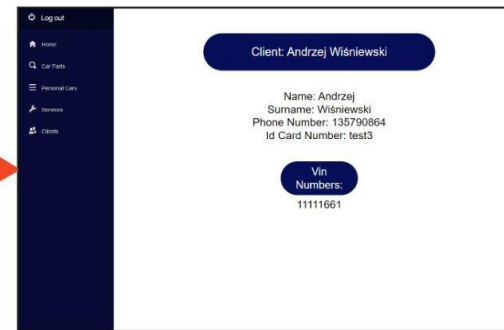 Log out
Home
Car Parts
Personal Cars
Services
Clients
Client: Andrzej Wiśniewski
Name: Andrzej
Surname: Wiśniewski
Phone Number: 135790864
Id Card Number: test3
Vin
Numbers:
11111661